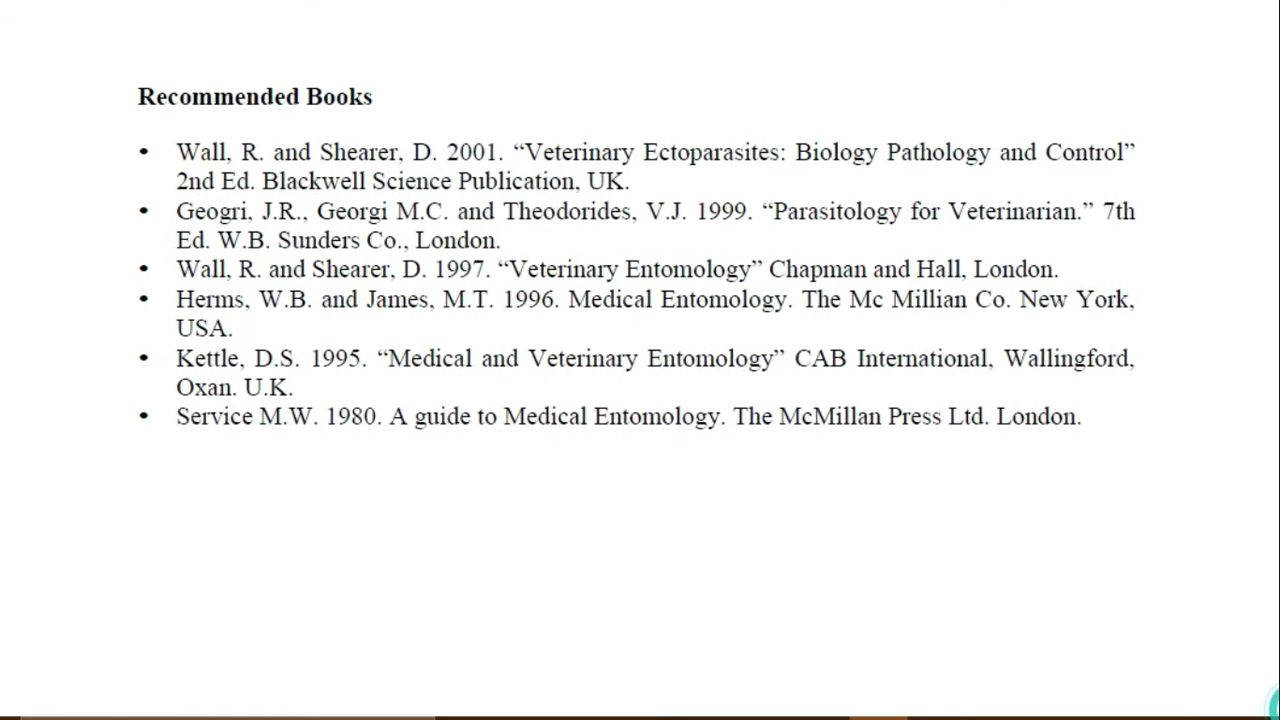 Recommended Books
• Wall, R. and Shearer, D. 2001. “Veterinary Ectoparasites: Biology Pathology and Control”
2nd Ed. Blackwell Science Publication, UK.
• Geogri, J.R., Georgi M.C. and Theodorides, V.J. 1999. “Parasitology for Veterinarian.” 7th
Ed. W.B. Sunders Co., London.
• Wall, R. and Shearer, D. 1997. “Veterinary Entomology” Chapman and Hall, London.
• Herms, W.B. and James, M.T. 1996. Medical Entomology. The Mc Millian Co. New York,
USA.
• Kettle, D.S. 1995. “Medical and Veterinary Entomology” CAB International, Wallingford,
Oxan. U.K.
• Service M.W. 1980. A guide to Medical Entomology. The McMillan Press Ltd. London.